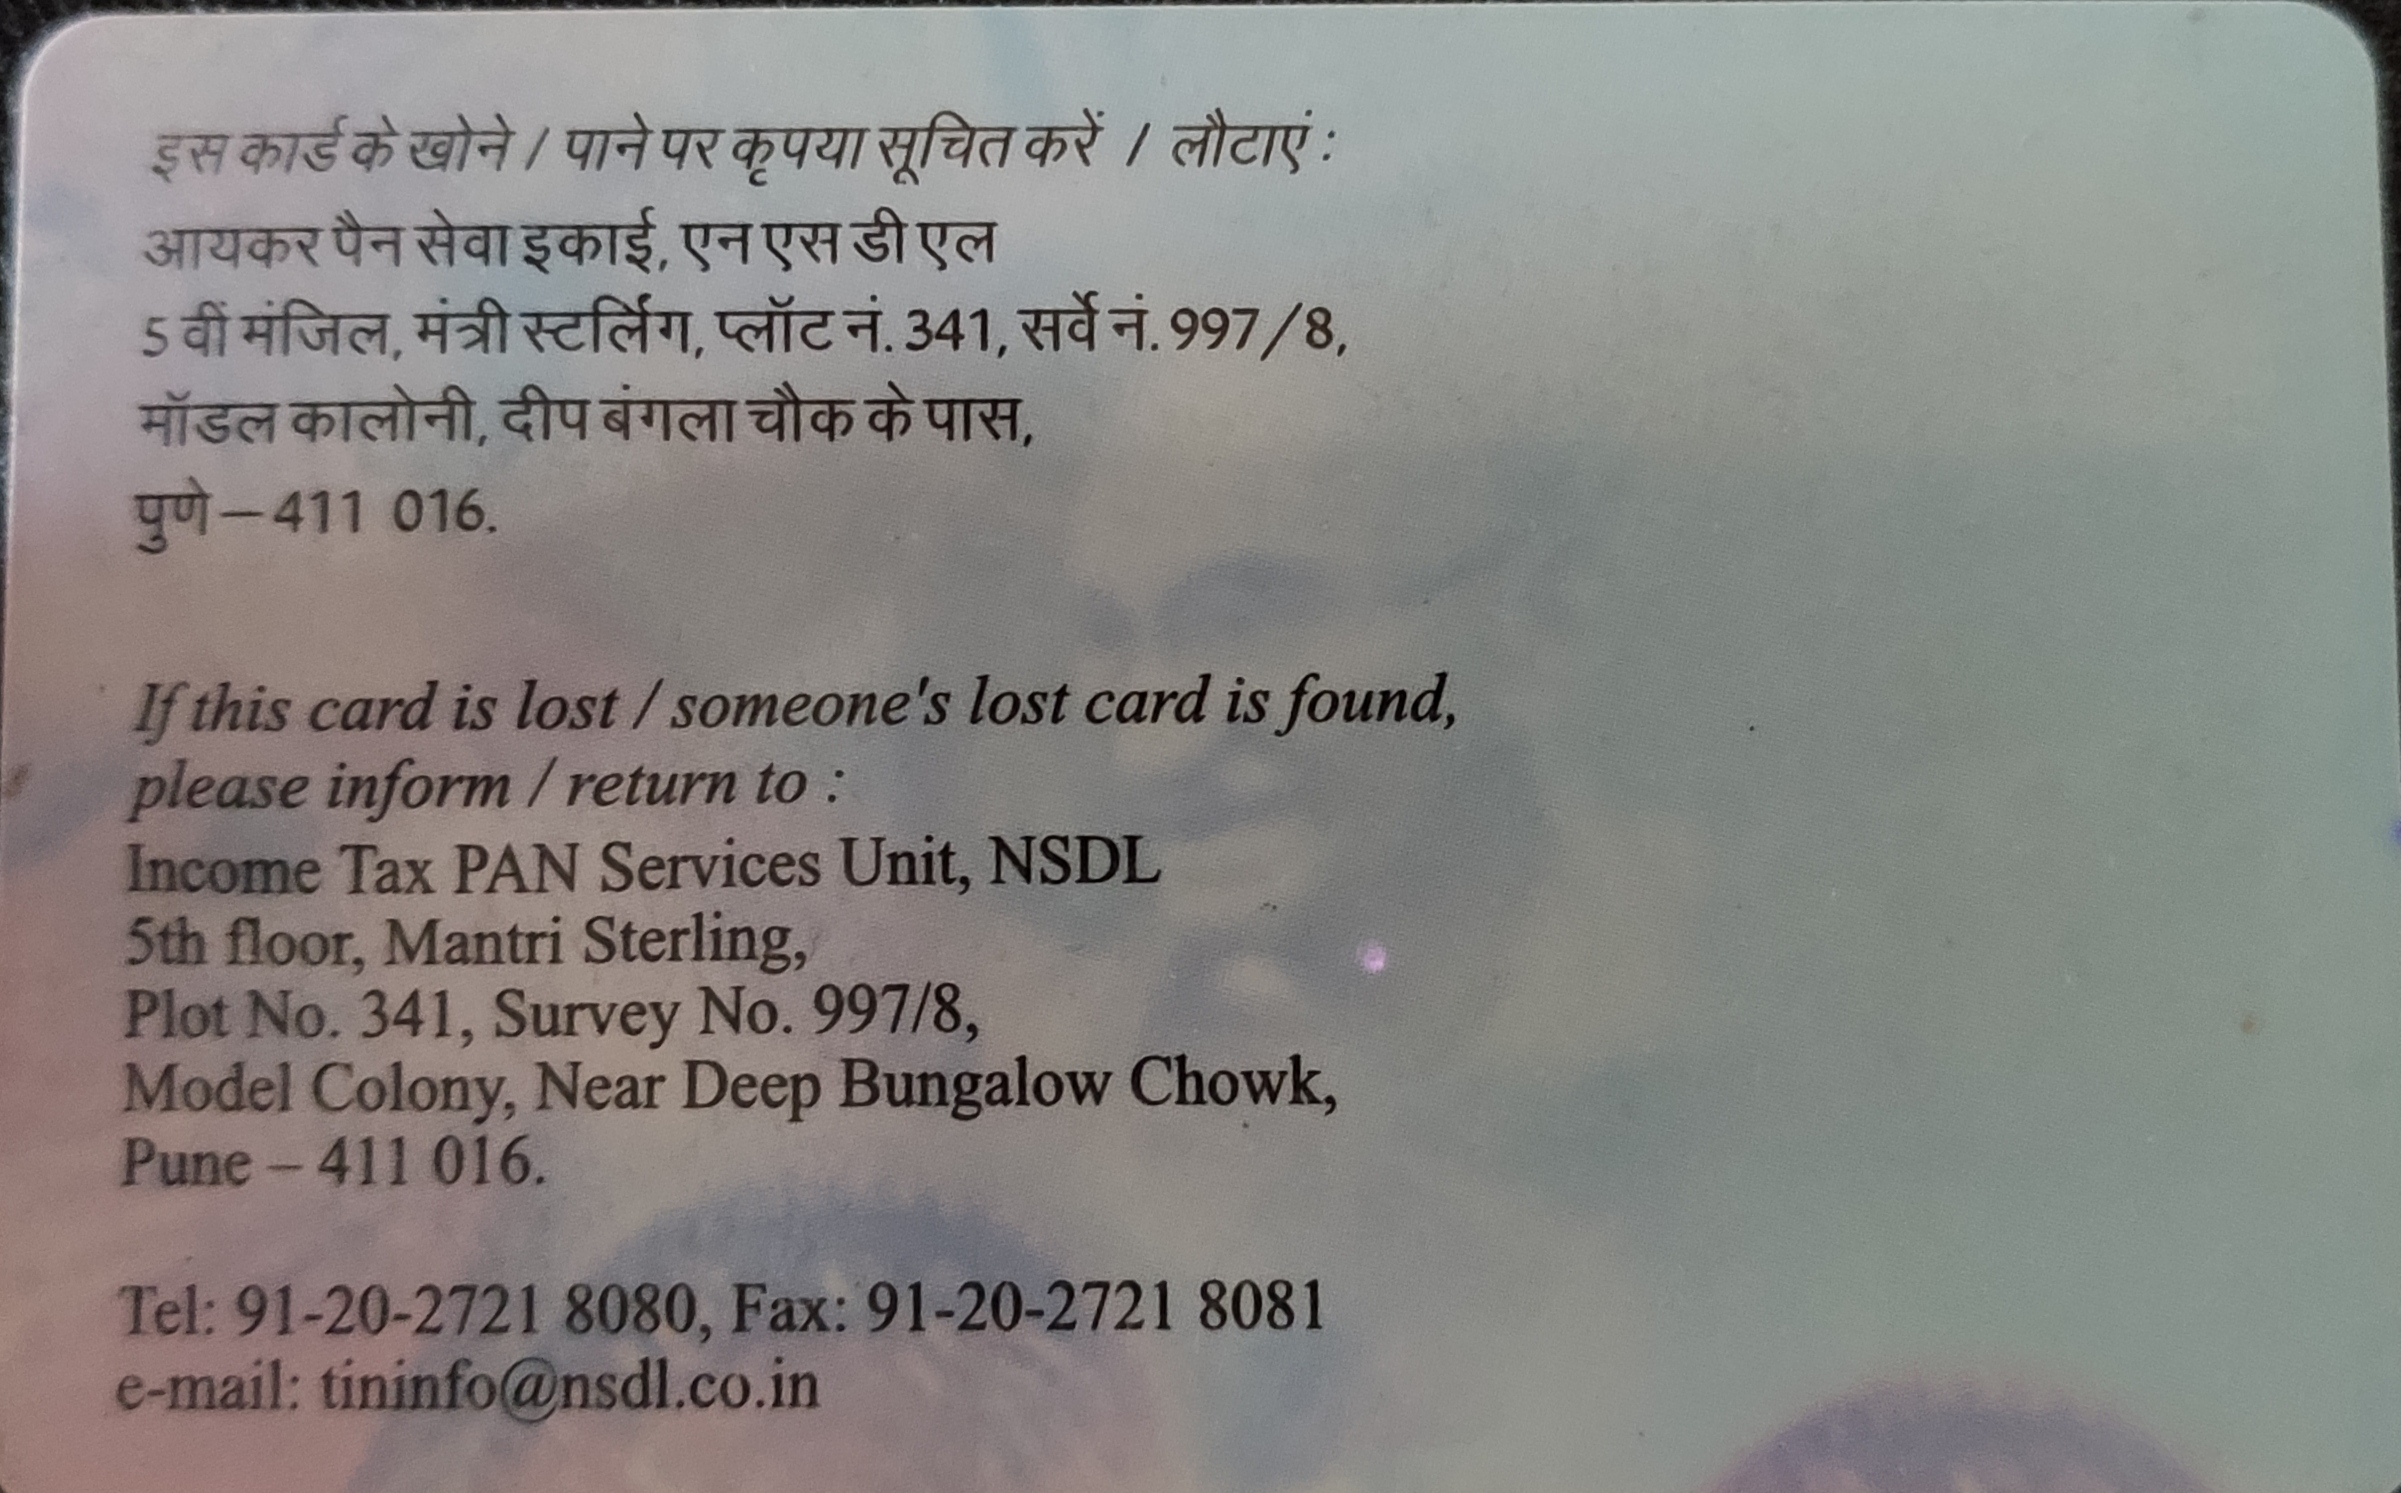 इस कार्ड के खोने / पाने पर कृपया सूचित करें / लौटाएं :
आयकर पैन सेवा इकाई, एन एस डी एल
5 वीं मंजिल, मंत्री स्टर्लिंग, प्लॉट नं. 341, सर्वे नं. 997/8,
मॉडल कालोनी, दीप बंगला चौक के पास,
पुणे – 411 016.
If this card is lost / someone's lost card is found,
please inform / return to :
Income Tax PAN Services Unit, NSDL
5th floor, Mantri Sterling,
Plot No. 341, Survey No. 997/8,
Model Colony, Near Deep Bungalow Chowk,
Pune – 411 016.
Tel: 91-20-2721 8080, Fax: 91-20-2721 8081
e-mail: tininfo@nsdl.co.in